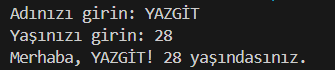 Adınızı girin: YAZGİT
Yaşınızı girin: 28
Merhaba, YAZGİT! 28 yaşındasınız.